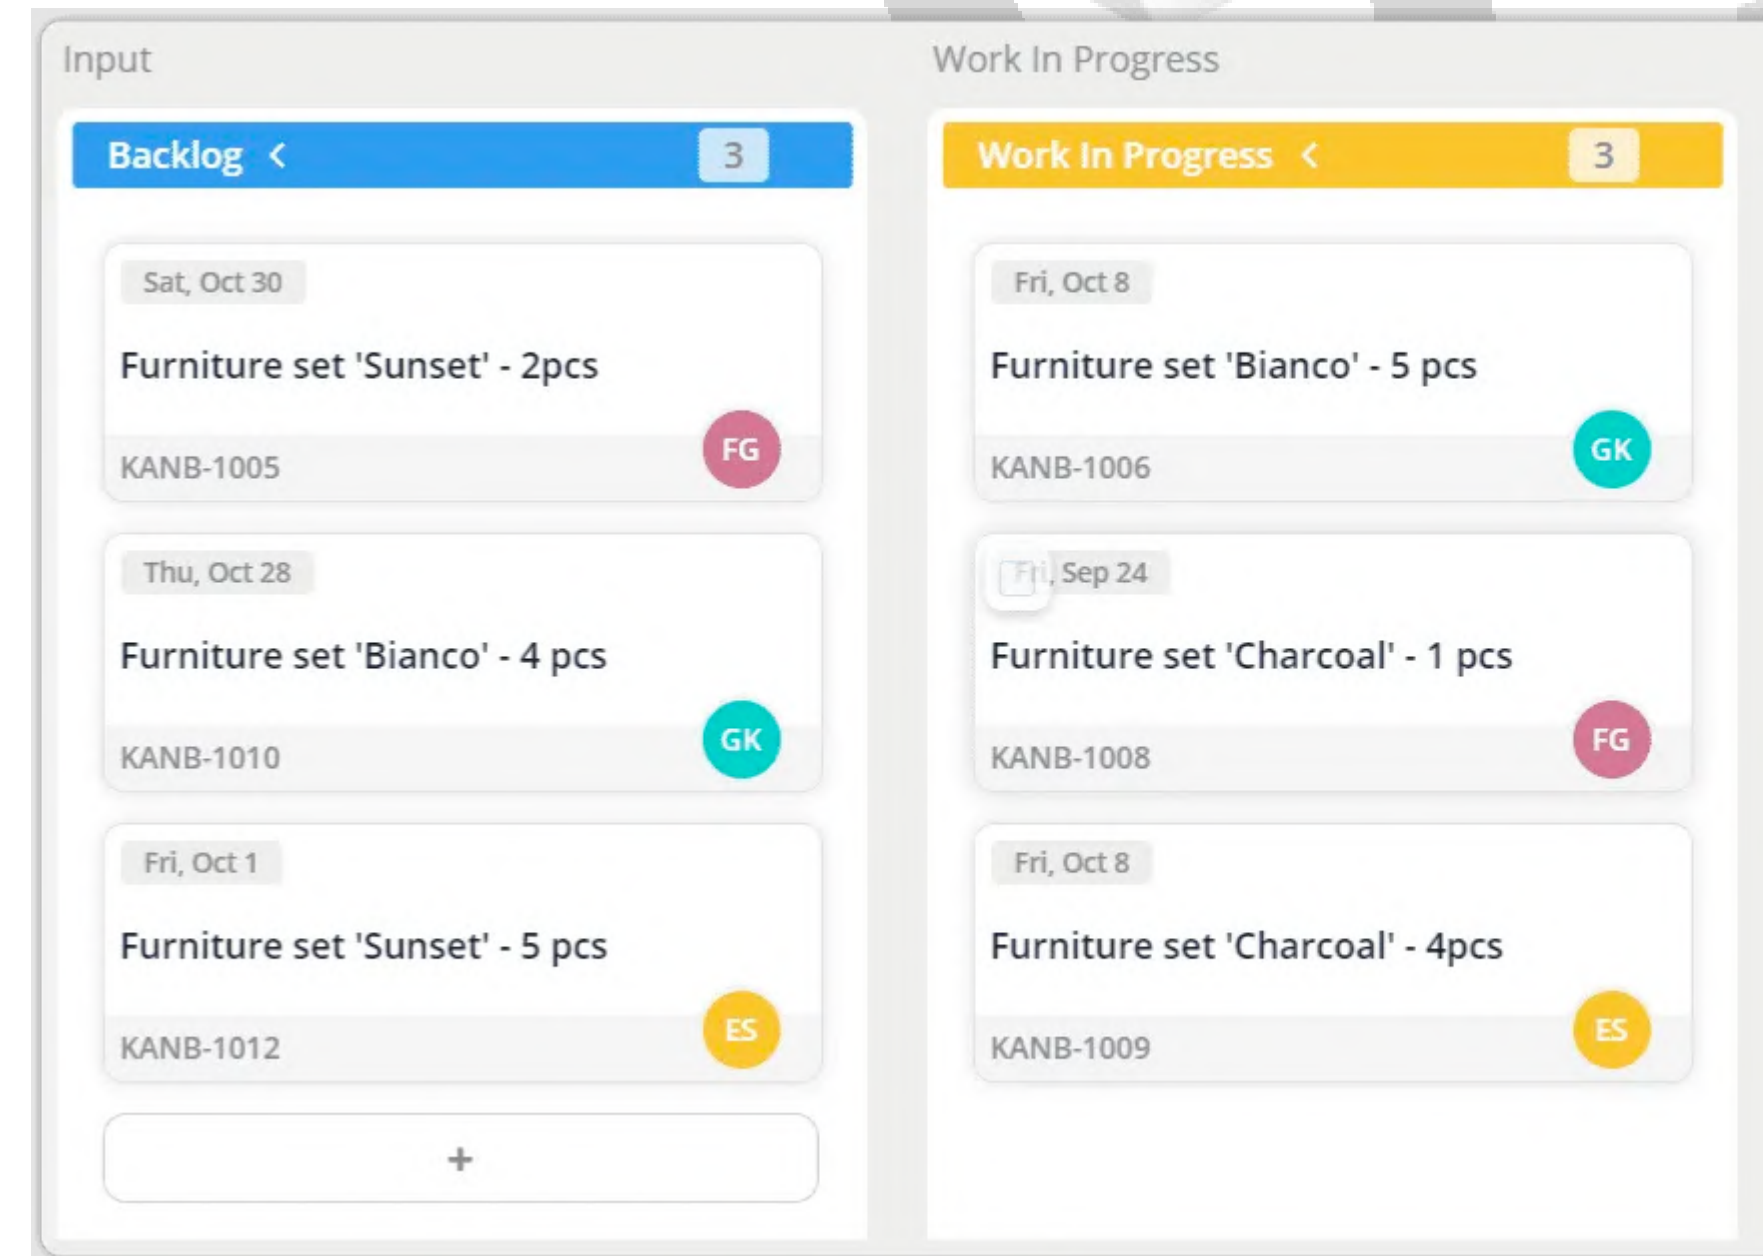 Input
Backlog <
3
Sat, Oct 30
Furniture set 'Sunset' - 2pcs
FG
KANB-1005
Thu, Oct 28
Furniture set 'Bianco' - 4 pcs
GK
KANB-1010
Fri, Oct 1
Furniture set 'Sunset' - 5 pcs
ES
KANB-1012
+
Work In Progress
Work In Progress <
3
Fri, Oct 8
Furniture set 'Bianco' - 5 pcs
GK
KANB-1006
Fri, Sep 24
Furniture set 'Charcoal' - 1 pcs
FG
KANB-1008
Fri, Oct 8
Furniture set 'Charcoal' - 4pcs
ES
KANB-1009